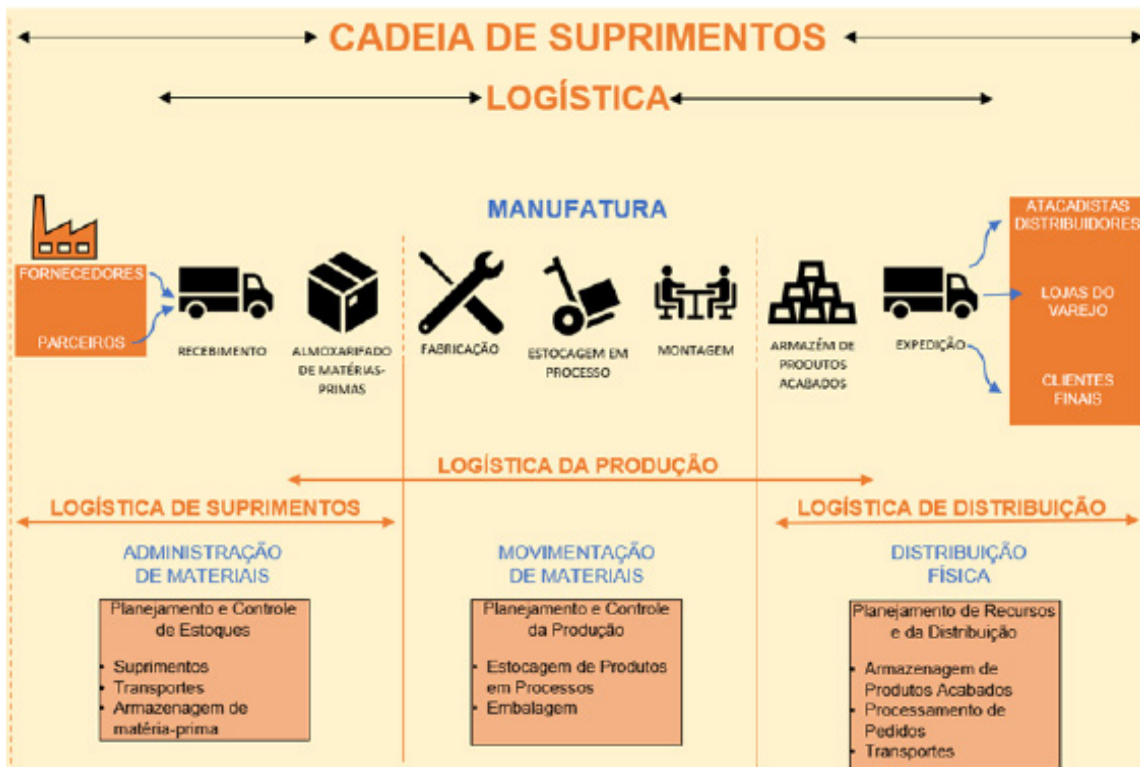 CADEIA DE SUPRIMENTOS
LOGÍSTICA
MANUFATURA
FORNECEDORES
PARCEIROS
RECEBIMENTO
ALMOXARIFADO
DE MATÉRIAS-
PRIMAS
FABRICAÇÃO
ESTOCAGEM EM
PROCESSO
MONTAGEM
ARMAZÉM DE
PRODUTOS
ACABADOS
EXPEDIÇÃO
ATACADISTAS
DISTRIBUIDORES
LOJAS DO
VAREJO
CLIENTES
FINAIS
LOGÍSTICA DA PRODUÇÃO
LOGÍSTICA DE SUPRIMENTOS
LOGÍSTICA DE DISTRIBUIÇÃO
ADMINISTRAÇÃO
DE MATERIAIS
Planejamento e Controle
de Estoques
• Suprimentos
• Transportes
• Armazenagem de
matéria-prima
MOVIMENTAÇÃO
DE MATERIAIS
Planejamento e Controle
da Produção
• Estocagem de Produtos
em Processos
• Embalagem
DISTRIBUIÇÃO
FÍSICA
Planejamento de Recursos
e da Distribuição
• Armazenagem de
Produtos Acabados
• Processamento de
Pedidos
• Transportes